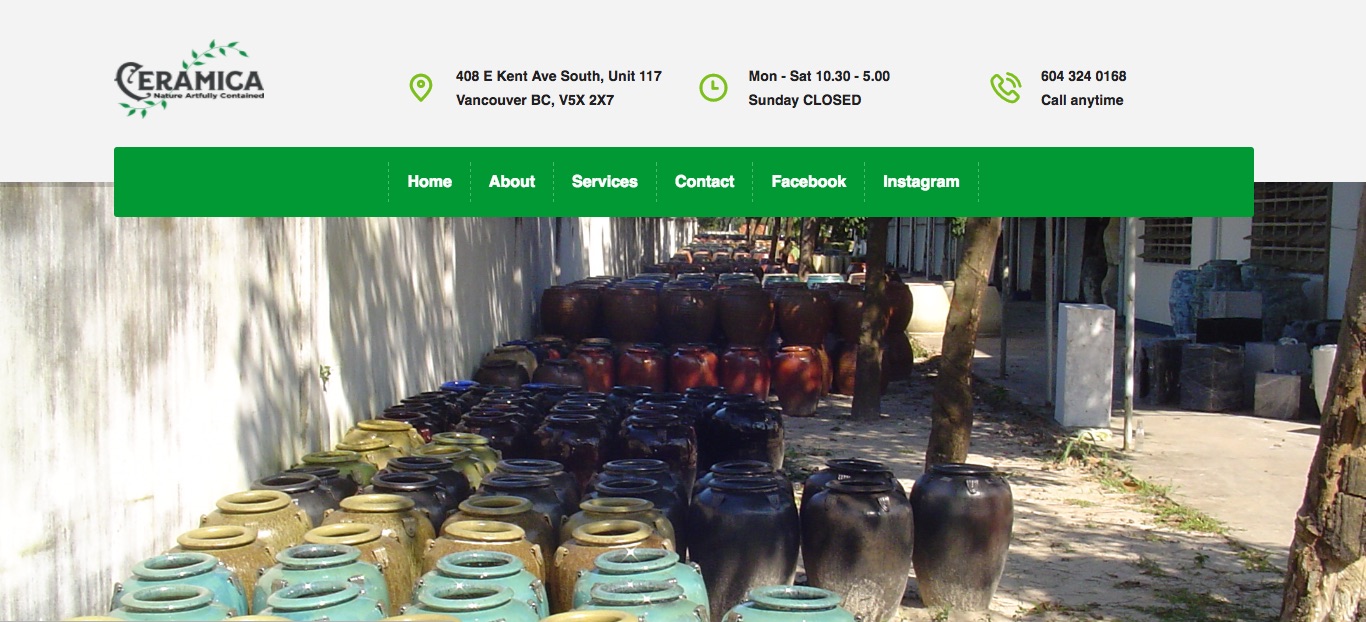 CERAMICA
Nature Artfully Contained
408 E Kent Ave South, Unit 117
Vancouver BC, V5X 2X7
Mon - Sat 10.30 - 5.00
Sunday CLOSED
604 324 0168
Call anytime
Home About Services Contact Facebook Instagram